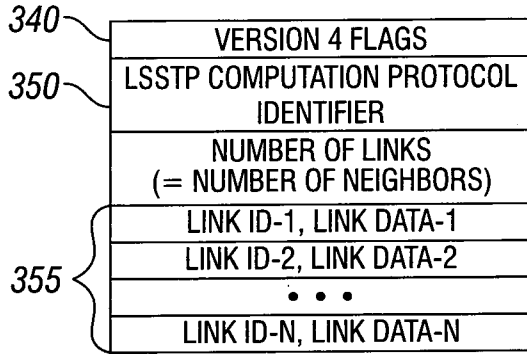 340
VERSION 4 FLAGS
350
LSSTP COMPUTATION PROTOCOL
IDENTIFIER
NUMBER OF LINKS
(= NUMBER OF NEIGHBORS)
355
LINK ID-1, LINK DATA-1
LINK ID-2, LINK DATA-2
• • •
LINK ID-N, LINK DATA-N